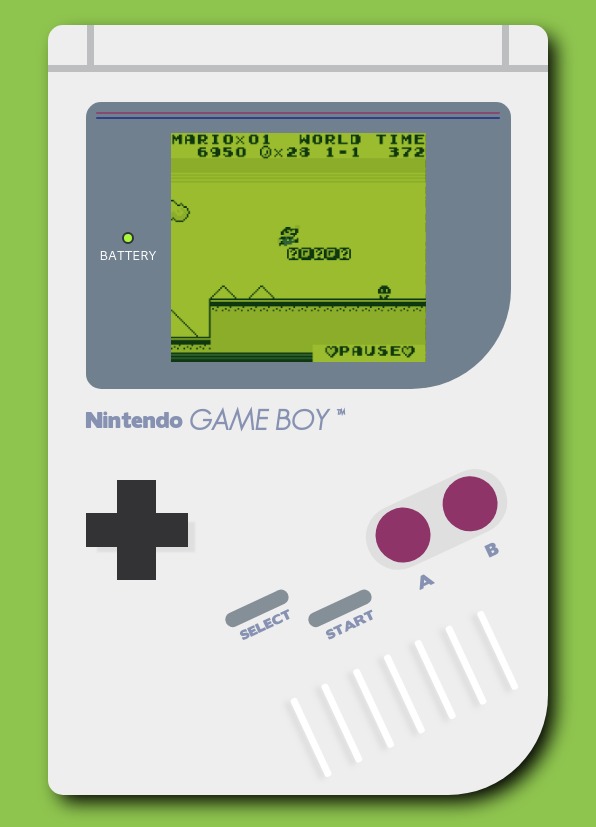 MARIO×01 WORLD TIME
6950 ×28 1-1 372
BATTERY
♡PAUSE♡
Nintendo GAME BOY ™
B
A
SELECT
START